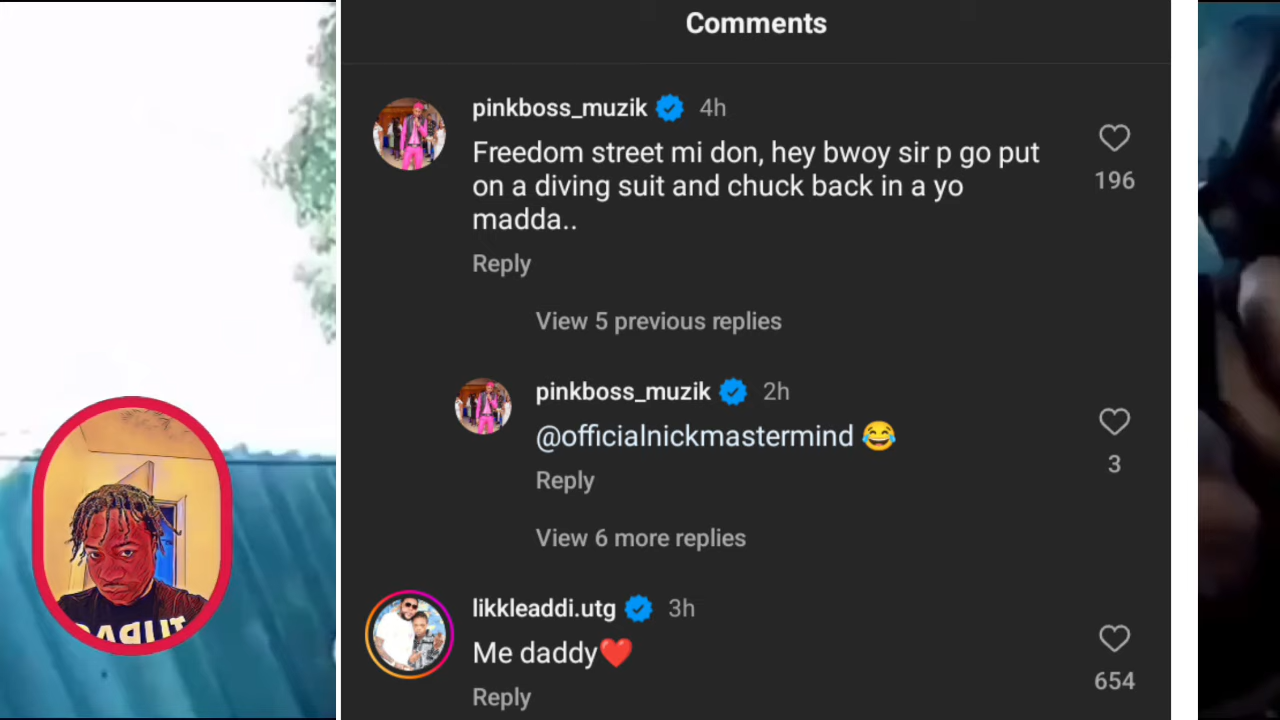 Comments
pinkboss_muzik 4h
Freedom street mi don, hey bwoy sir p go put
on a diving suit and chuck back in a yo
madda..
196
Reply
View 5 previous replies
pinkboss_muzik 2h
@officialnickmastermind 😂
3
Reply
View 6 more replies
likkleaddi.utg 3h
Me daddy❤️
654
Reply